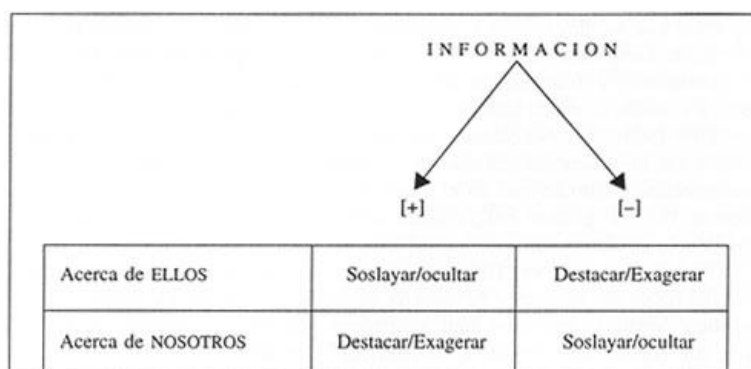 INFORMACION
[+] [−]
Acerca de ELLOS Soslayar/ocultar Destacar/Exagerar
Acerca de NOSOTROS Destacar/Exagerar Soslayar/ocultar